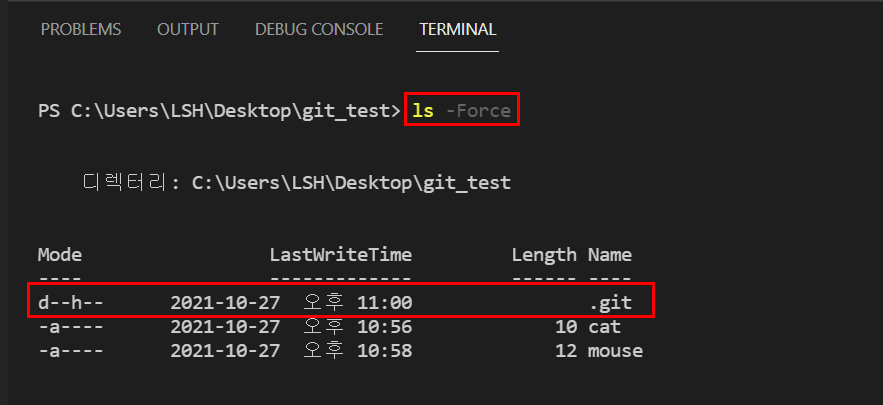 PROBLEMS OUTPUT DEBUG CONSOLE TERMINAL
PS C:\Users\LSH\Desktop\git_test> ls -Force
디렉터리: C:\Users\LSH\Desktop\git_test
Mode LastWriteTime Length Name
---- ------------- ------ ----
d--h-- 2021-10-27 오후 11:00 .git
-a---- 2021-10-27 오후 10:56 10 cat
-a---- 2021-10-27 오후 10:58 12 mouse